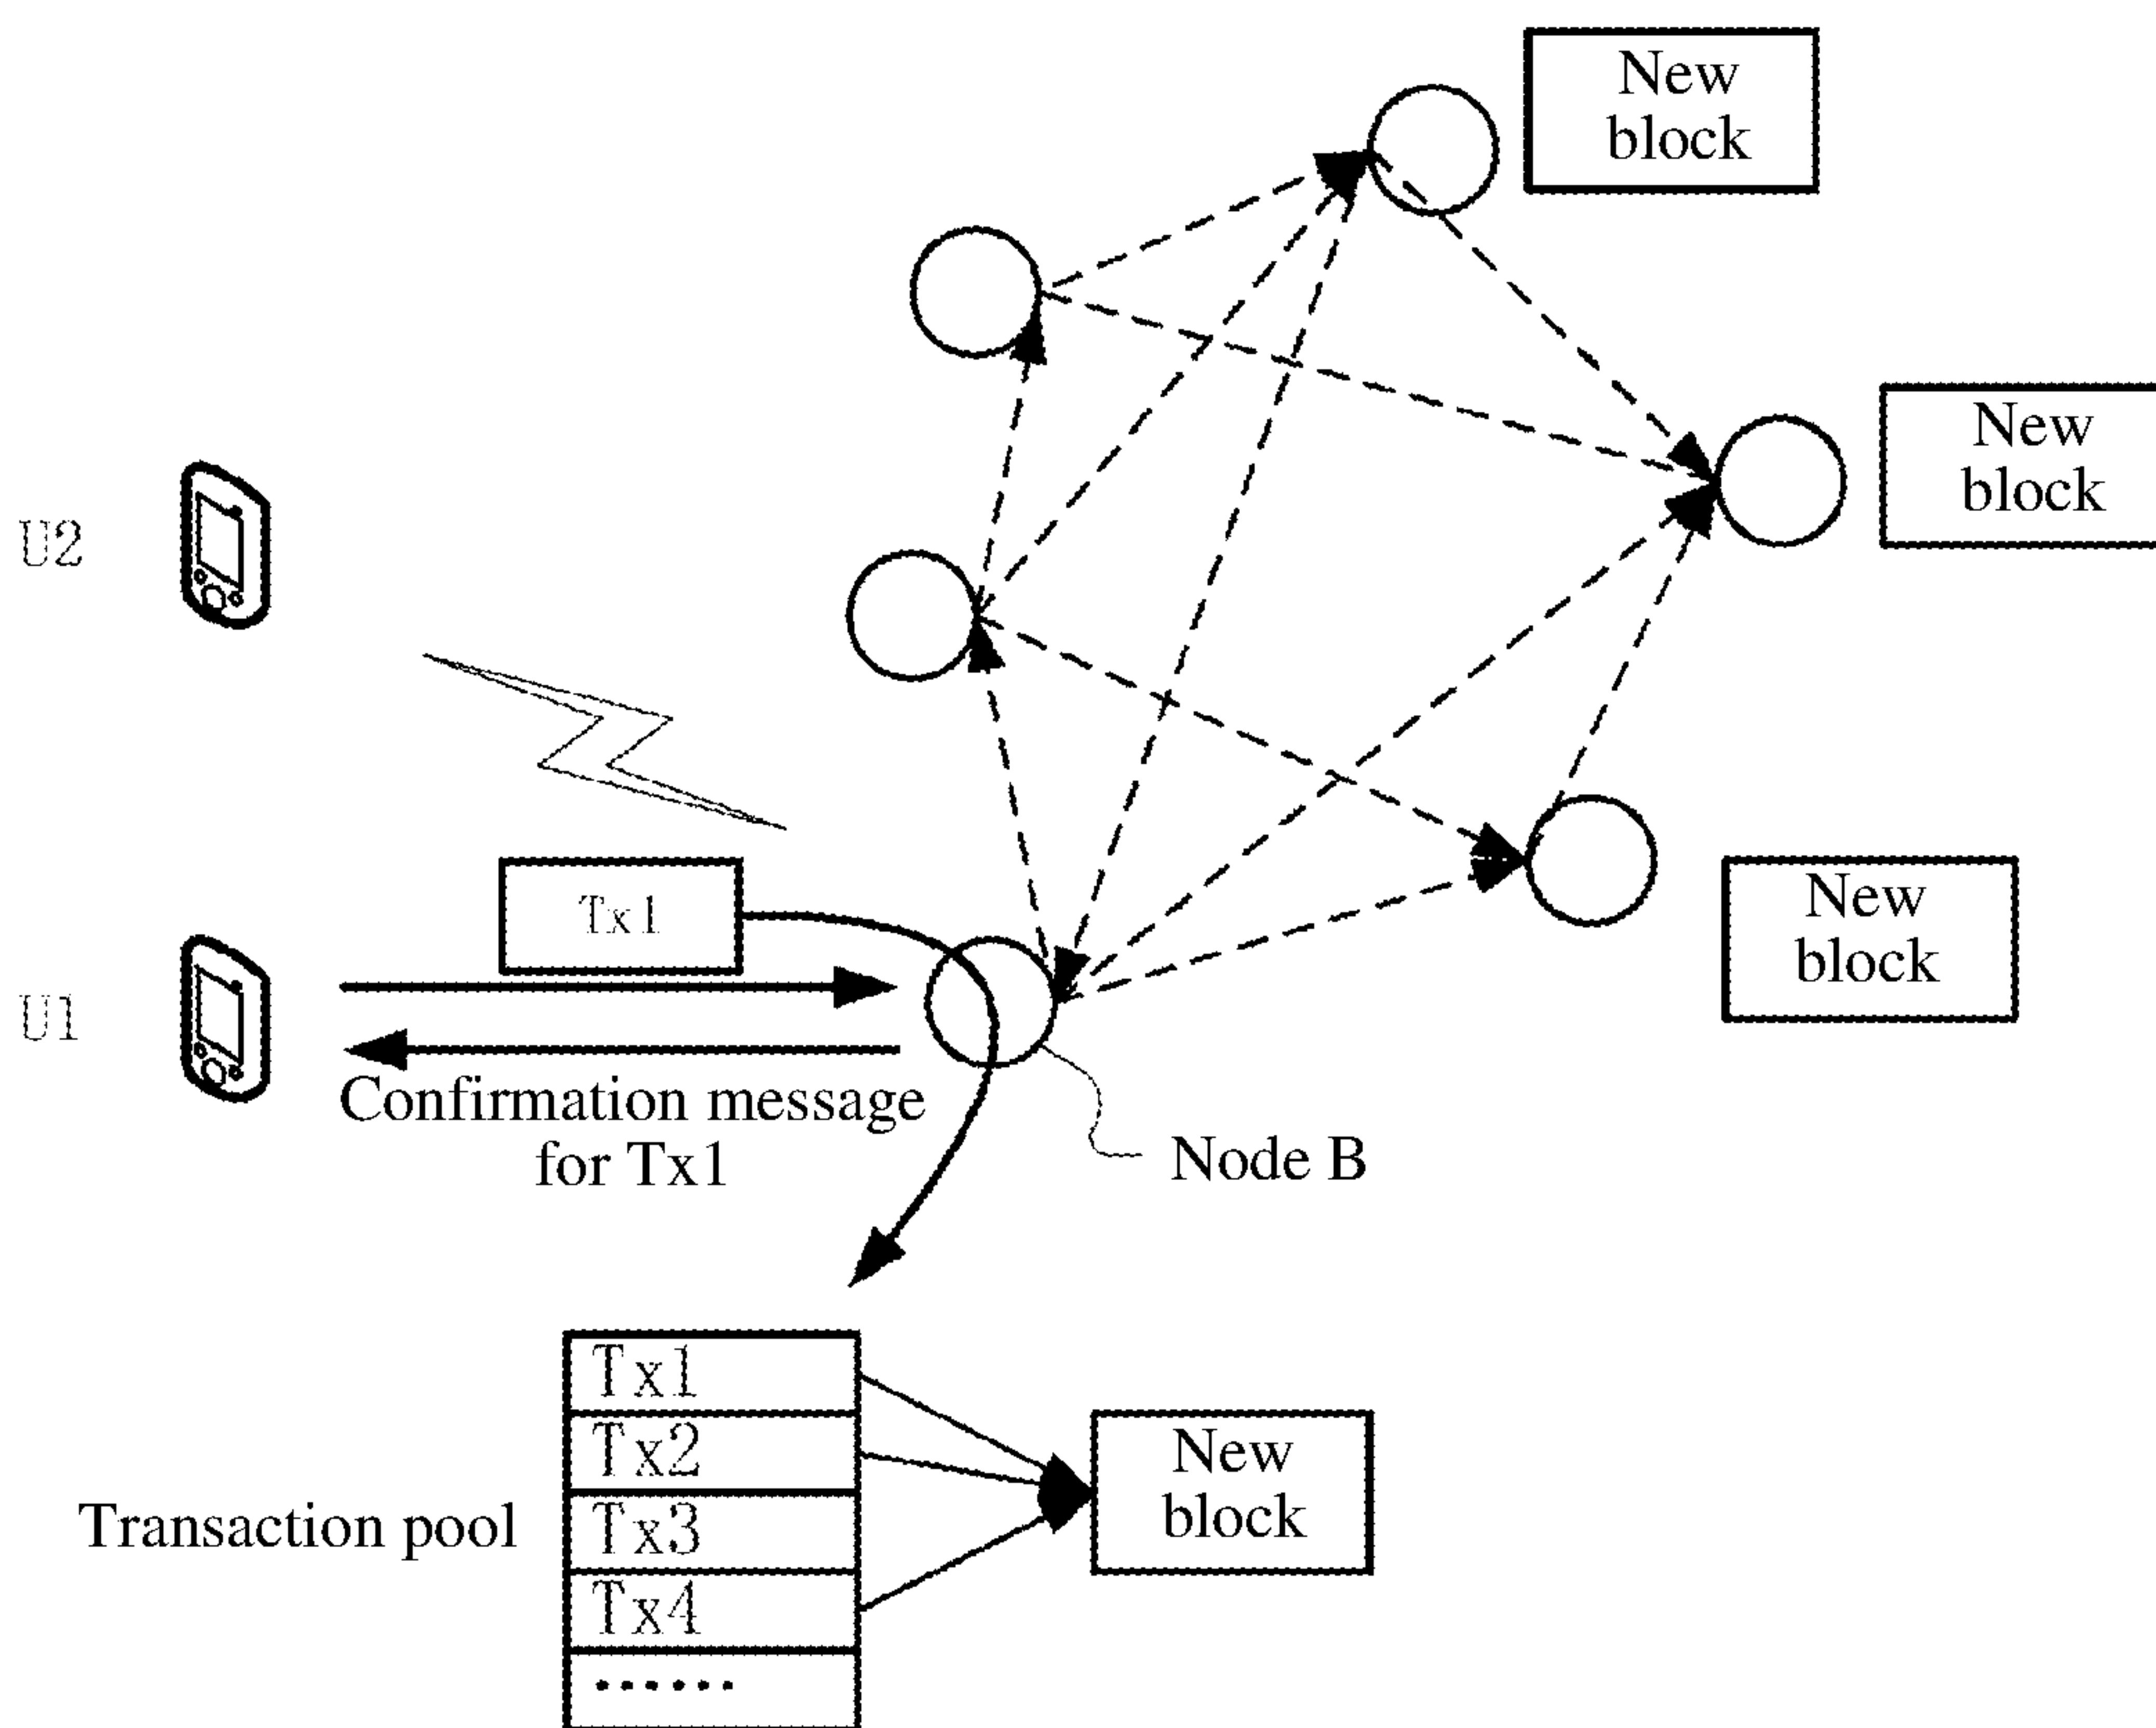 New
block
New
block
U2
Tx1
New
block
U1
Confirmation message
for Tx1
Node B
Tx1
Tx2
Transaction pool
Tx3
Tx4
......
New
block